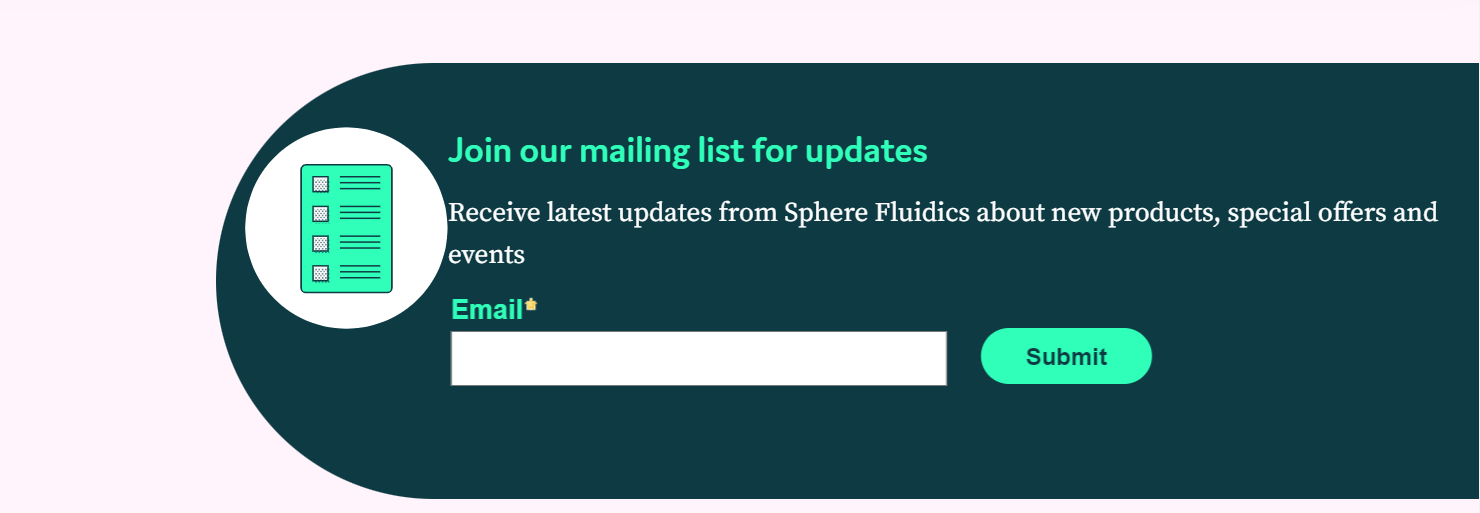 Join our mailing list for updates
Receive latest updates from Sphere Fluidics about new products, special offers and
events
Email*
Submit